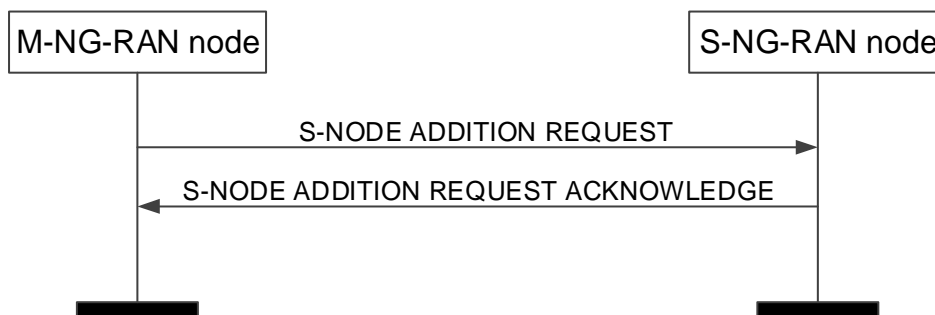 M-NG-RAN node
S-NG-RAN node
S-NODE ADDITION REQUEST
S-NODE ADDITION REQUEST ACKNOWLEDGE